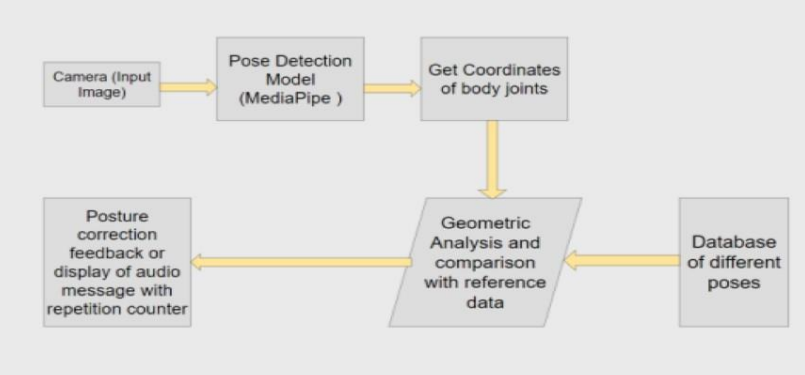 Camera (Input
Image)
Pose Detection
Model
(MediaPipe )
Get Coordinates
of body joints
Posture
correction
feedback or
display of audio
message with
repetition counter
Geometric
Analysis and
comparison
with reference
data
Database
of different
poses